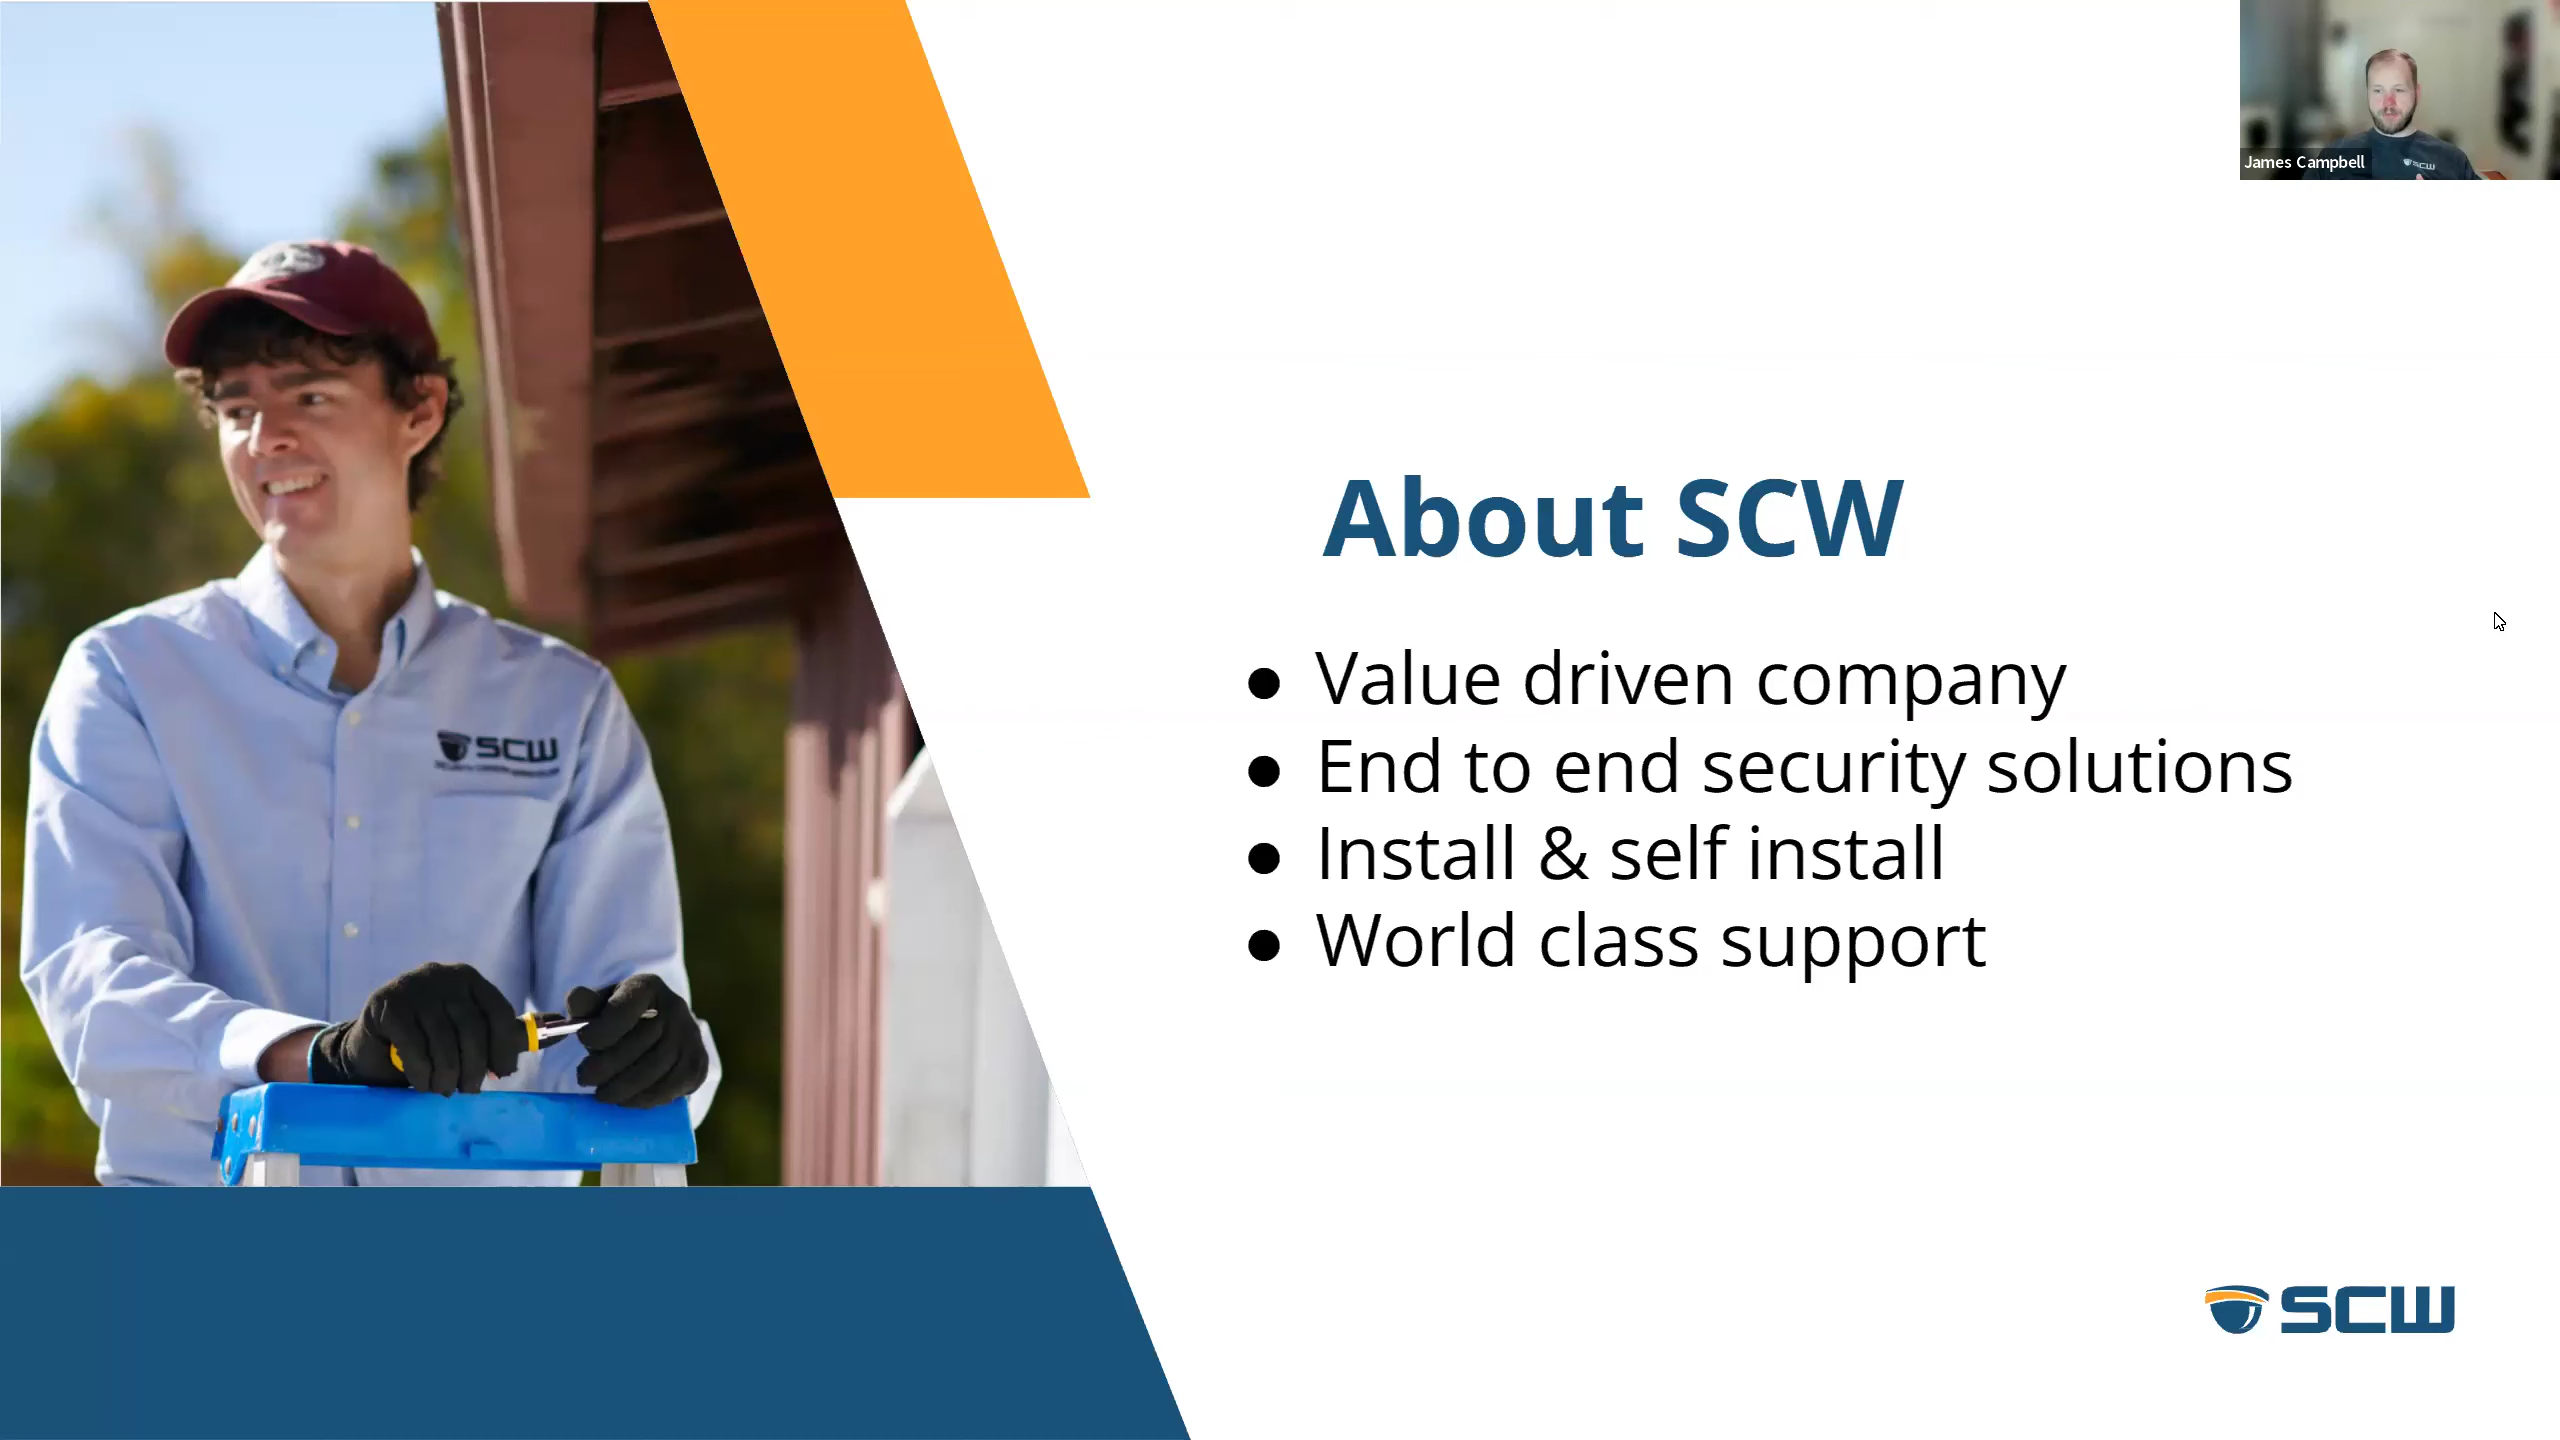 James Campbell
SCW
About SCW
● Value driven company
● End to end security solutions
● Install & self install
● World class support
SCW
SCW